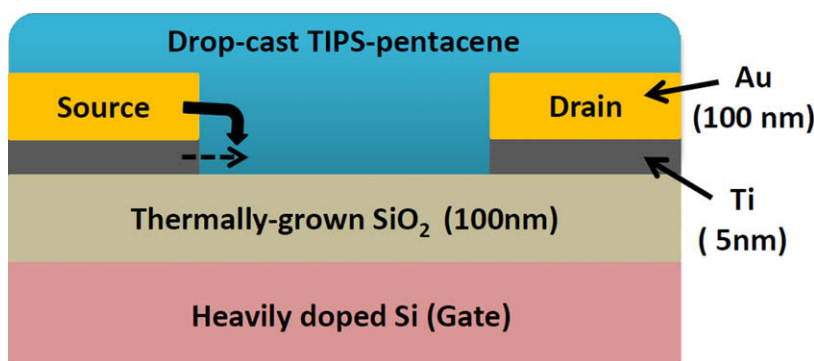 Drop-cast TIPS-pentacene
Source
Drain
Au
(100 nm)
Thermally-grown SiO₂ (100nm)
Ti
( 5nm)
Heavily doped Si (Gate)